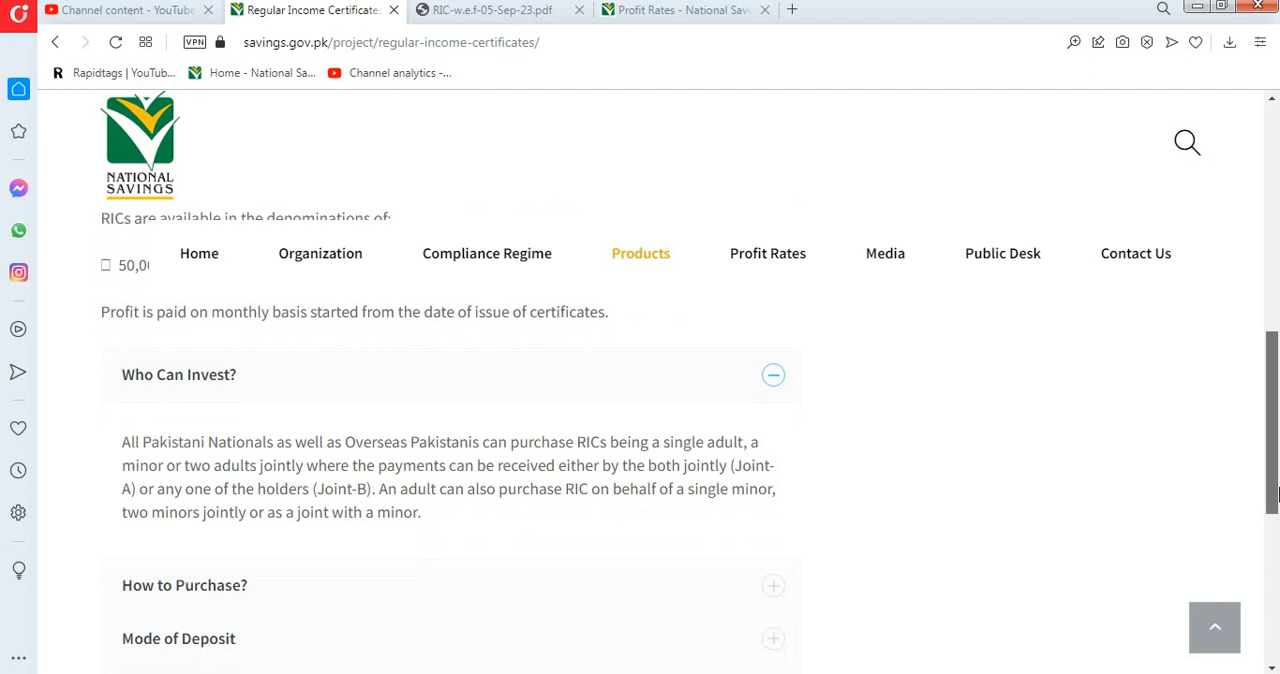 Channel content - YouTube
Regular Income Certificates
RIC-w.e.f-05-Sep-23.pdf
Profit Rates - National Sav
VPN
savings.gov.pk/project/regular-income-certificates/
R Rapidtags | YouTub...
Home - National Sa...
Channel analytics -...
NATIONAL
SAVINGS
RICs are available in the denominations of:
Home
Organization
Compliance Regime
Products
Profit Rates
Media
Public Desk
Contact Us
50,0
Profit is paid on monthly basis started from the date of issue of certificates.
Who Can Invest?
All Pakistani Nationals as well as Overseas Pakistanis can purchase RICs being a single adult, a
minor or two adults jointly where the payments can be received either by the both jointly (Joint-
A) or any one of the holders (Joint-B). An adult can also purchase RIC on behalf of a single minor,
two minors jointly or as a joint with a minor.
How to Purchase?
Mode of Deposit